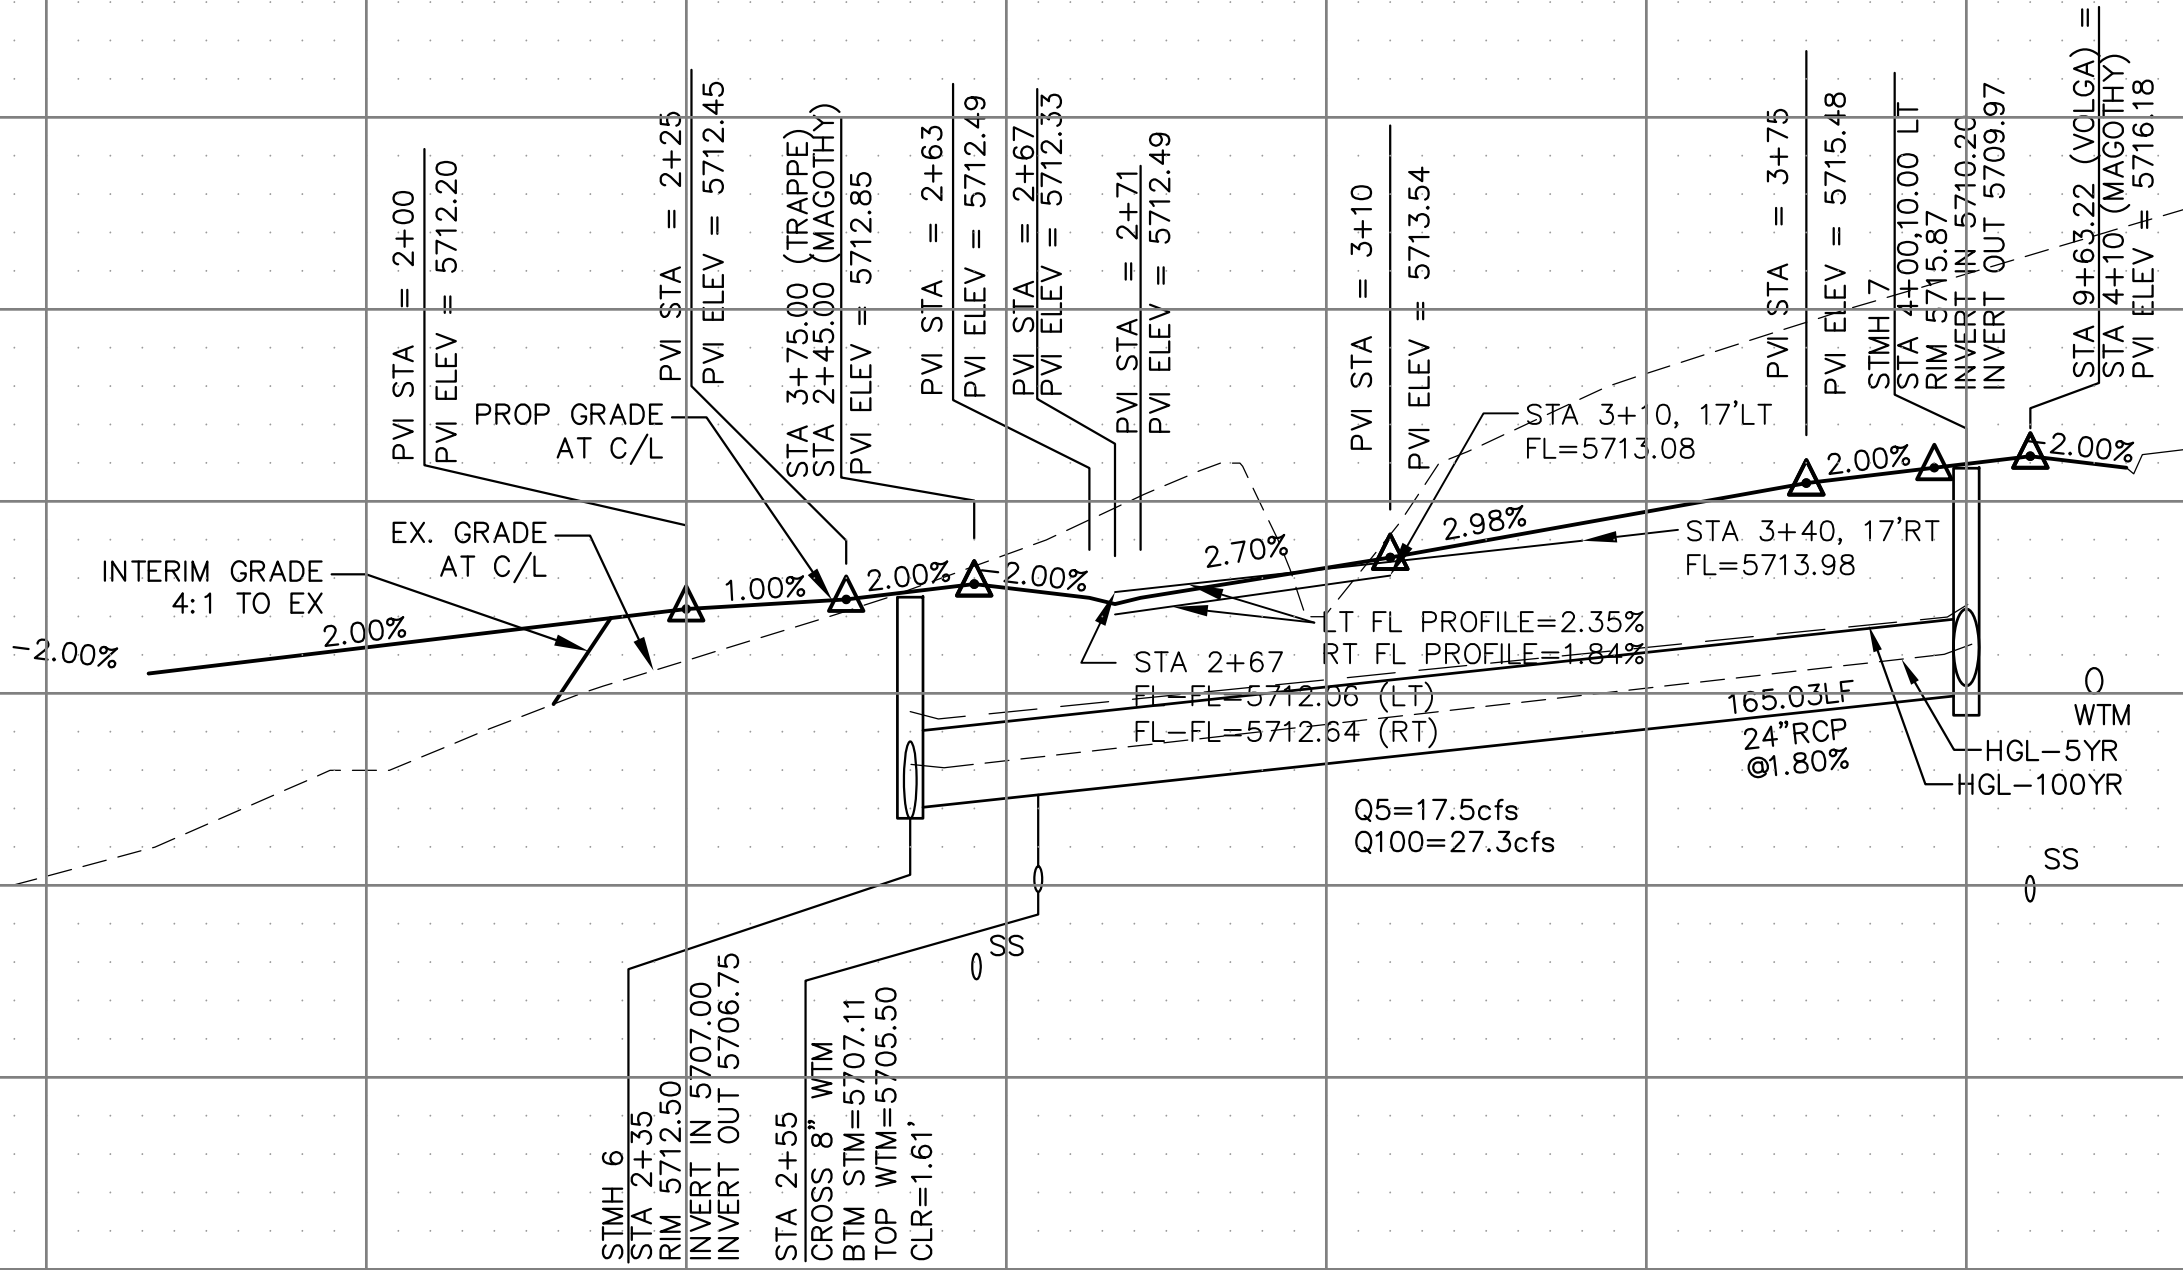 PVI STA = 2+00
PVI ELEV = 5712.20
PVI STA = 2+25
PVI ELEV = 5712.45
STA 3+75.00 (TRAPPE)
STA 2+45.00 (MAGOTHY)
PVI ELEV = 5712.85
PVI STA = 2+63
PVI ELEV = 5712.49
PVI STA = 2+67
PVI ELEV = 5712.33
PVI STA = 2+71
PVI ELEV = 5712.49
PVI STA = 3+10
PVI ELEV = 5713.54
PVI STA = 3+75
PVI ELEV = 5715.48
STMH 7
STA 4+00,10.00 LT
RIM 5715.87
INVERT IN 5710.20
INVERT OUT 5709.97
STA 9+63.22 (VOLGA) =
STA 4+10 (MAGOTHY)
PVI ELEV = 5716.18
PROP GRADE
AT C/L
STA 3+10, 17'LT
FL=5713.08
EX. GRADE
AT C/L
INTERIM GRADE
4:1 TO EX
-2.00%
2.00%
1.00%
2.00%
-2.00%
2.70%
2.98%
2.00%
-2.00%
STA 3+40, 17'RT
FL=5713.98
LT FL PROFILE=2.35%
RT FL PROFILE=1.84%
STA 2+67
FL-FL=5712.06 (LT)
FL-FL=5712.64 (RT)
165.03LF
24"RCP
@1.80%
WTM
HGL-5YR
HGL-100YR
Q5=17.5cfs
Q100=27.3cfs
SS
SS
STMH 6
STA 2+35
RIM 5712.50
INVERT IN 5707.00
INVERT OUT 5706.75
STA 2+55
CROSS 8" WTM
BTM STM=5707.11
TOP WTM=5705.50
CLR=1.61'